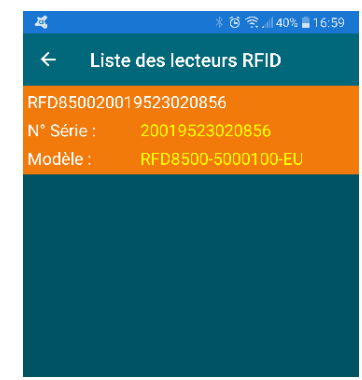 40% 16:59
Liste des lecteurs RFID
RFD850020019523020856
N° Série : 20019523020856
Modèle : RFD8500-5000100-EU